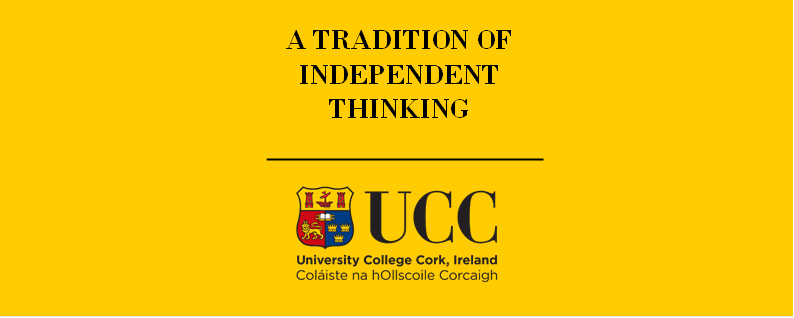 A TRADITION OF
INDEPENDENT
THINKING
UCC
University College Cork, Ireland
Coláiste na hOllscoile Corcaigh